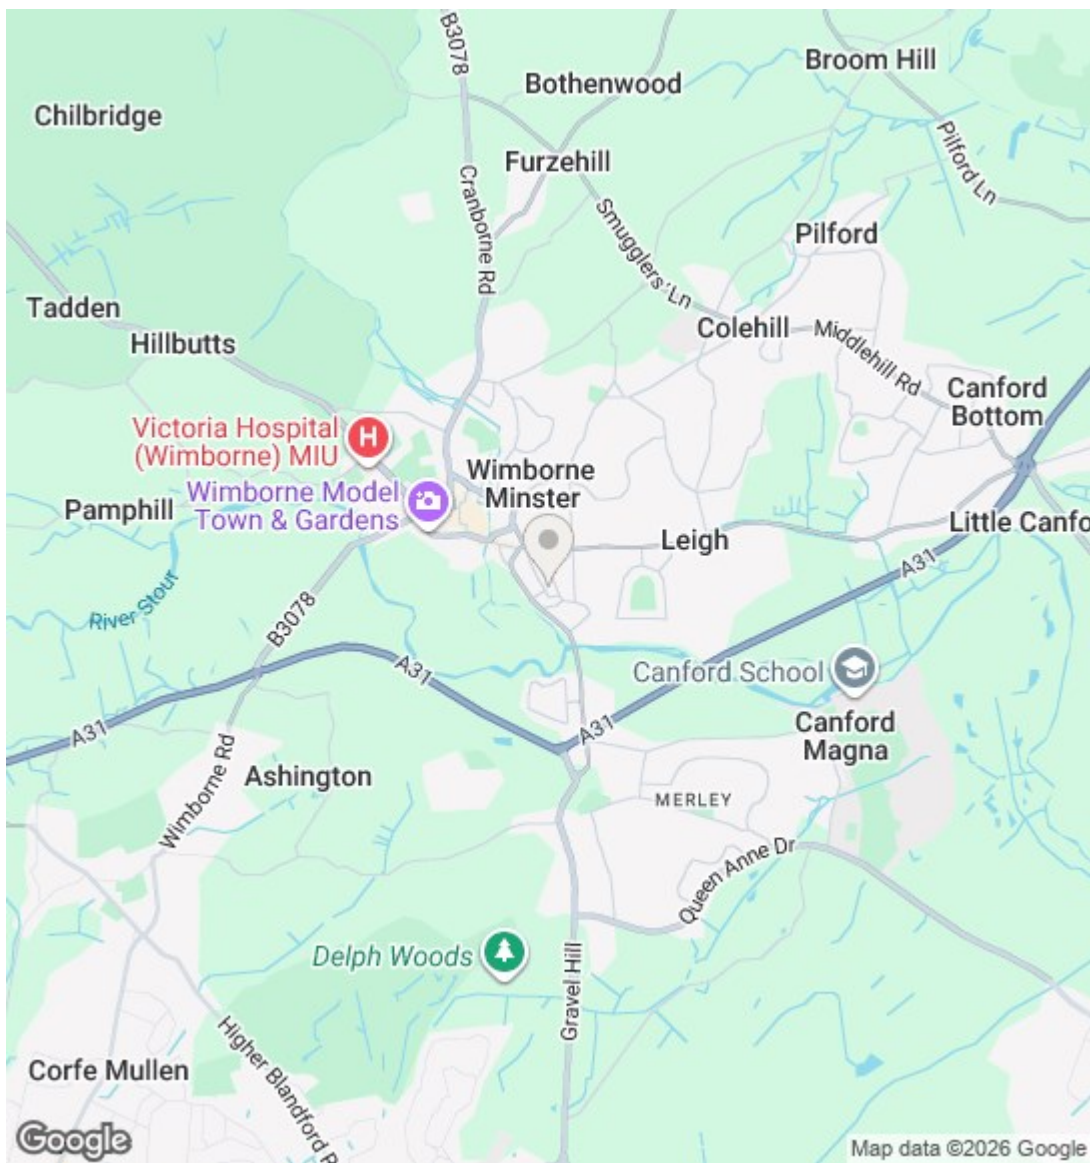 B3078
Broom Hill
Bothenwood
Chilbridge
Furzehill
Pilford Ln
Cranborne Rd
Smugglers' Ln
Pilford
Tadden
Hillbutts
Colehill
Middlehill Rd
Canford
Bottom
Victoria Hospital
(Wimborne) MIU
H
Wimborne
Minster
Wimborne Model
Town & Gardens
Pamphill
Little Canfo
Leigh
A31
River Stour
B3078
A31
Canford School
A31
A31
Canford
Magna
Ashington
Wimborne Rd
MERLEY
Queen Anne Dr
Delph Woods
Gravel Hill
Higher Blandford R
Corfe Mullen
Google
Map data ©2026 Google